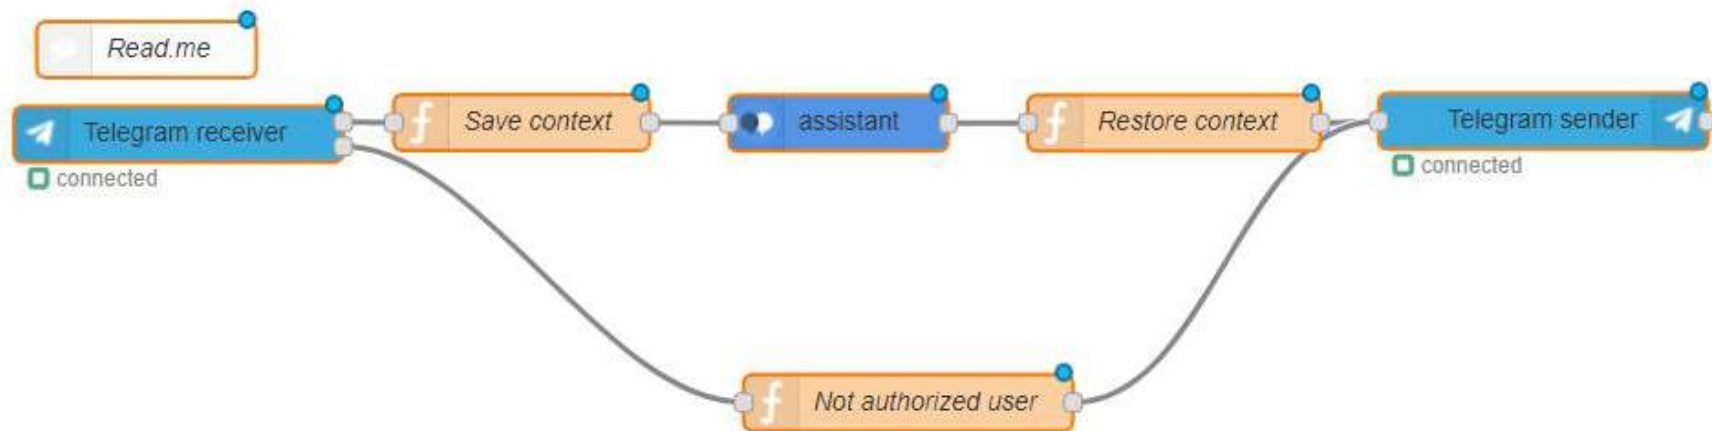 Read.me
Telegram receiver
connected
Save context
assistant
Restore context
Telegram sender
connected
Not authorized user